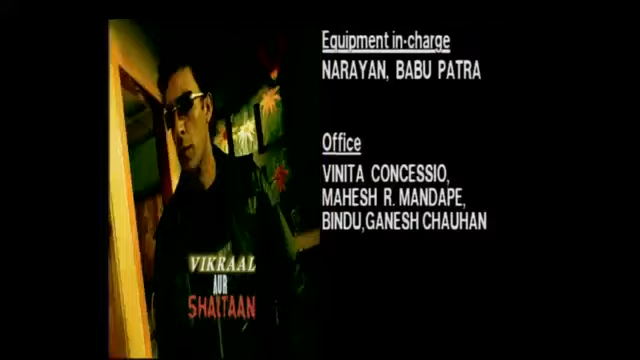 Equipment in-charge
NARAYAN, BABU PATRA
Office
VINITA CONCESSIO,
MAHESH R. MANDAPE,
BINDU,GANESH CHAUHAN
VIKRAAL
AUR
SHAITAAN